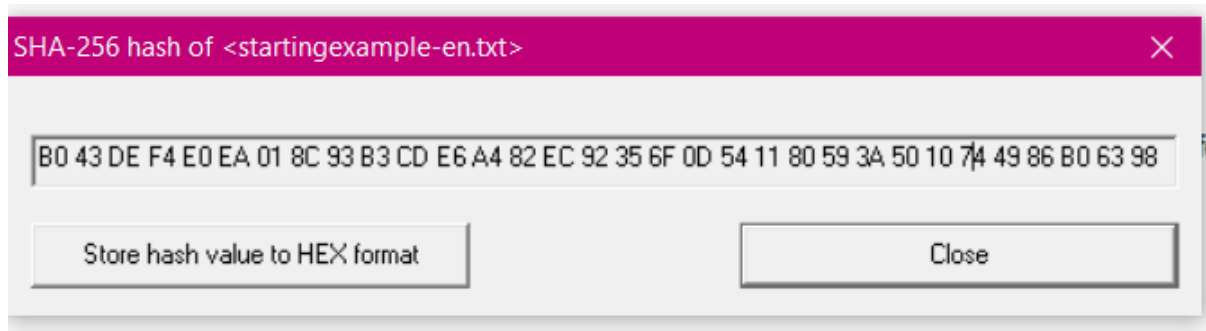 SHA-256 hash of <startingexample-en.txt>
B0 43 DE F4 E0 EA 01 8C 93 B3 CD E6 A4 82 EC 92 35 6F 0D 54 11 80 59 3A 50 10 74 49 86 B0 63 98
Store hash value to HEX format
Close